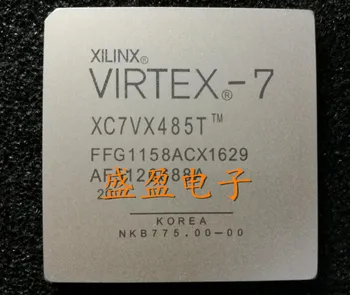 XILINX®
VIRTEX®-7
XC7VX485T™
FFG1158ACX1629
盛盈电子
KOREA
NKB775.00-00